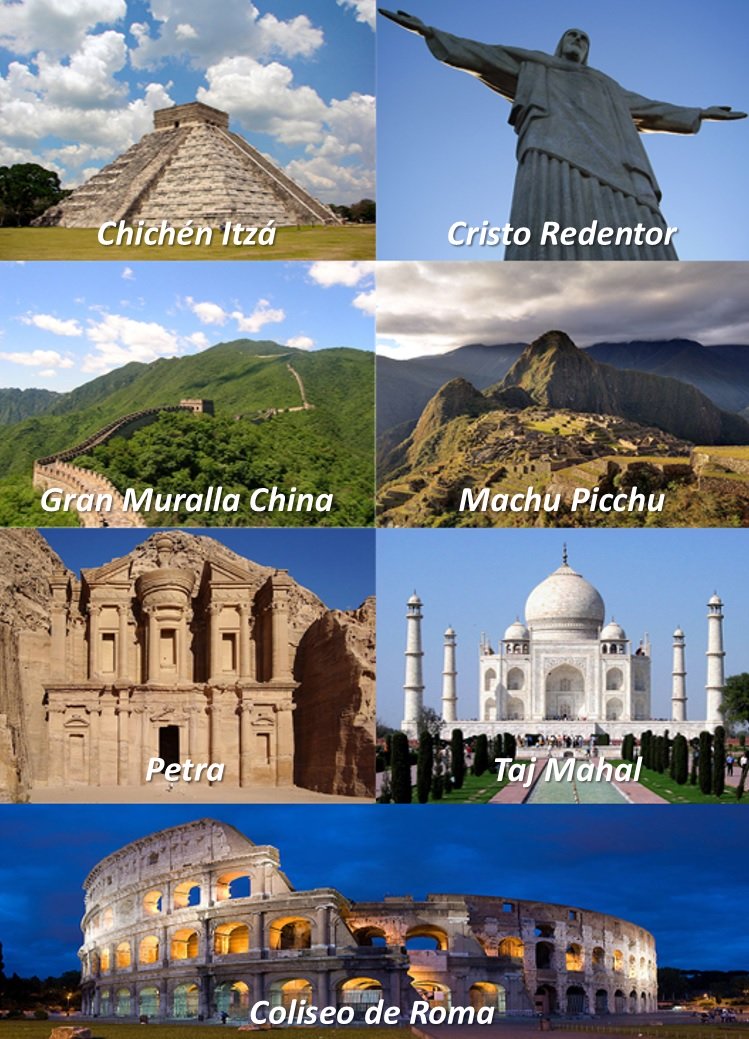 Chichén Itzá
Cristo Redentor
Gran Muralla China
Machu Picchu
Petra
Taj Mahal
Coliseo de Roma